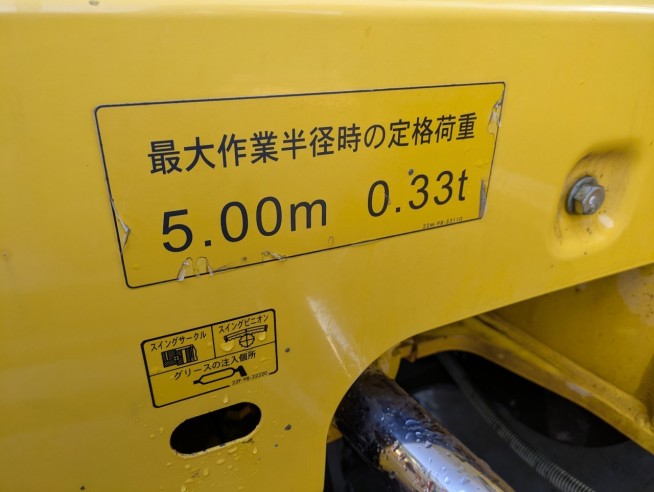 最大作業半径時の定格荷重
5.00m 0.33t
スイングサークル
スイングピニオン
グリースの注入個所